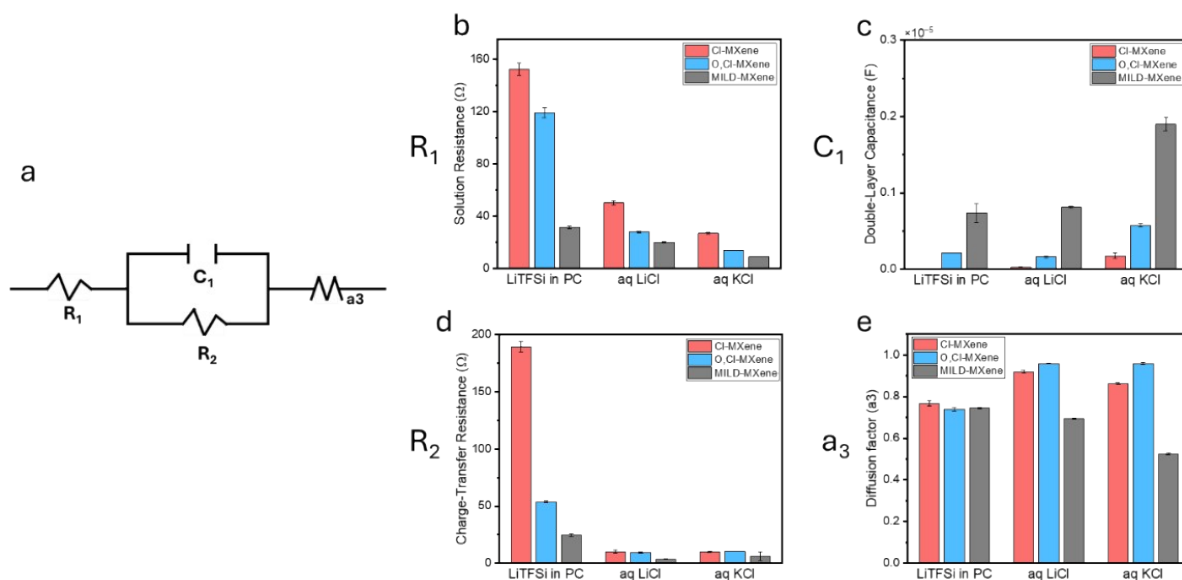 a
R₁
C₁
R₂
a3
b
R₁
Solution Resistance (Ω)
160
120
80
40
0
Cl-MXene
O,Cl-MXene
MILD-MXene
LiTFSi in PC
aq LiCl
aq KCl
c
C₁
×10⁻⁵
Double-Layer Capacitance (F)
0.3
0.2
0.1
0.0
Cl-MXene
O,Cl-MXene
MILD-MXene
LiTFSi in PC
aq LiCl
aq KCl
d
R₂
Charge-Transfer Resistance (Ω)
200
150
100
50
0
Cl-MXene
O,Cl-MXene
MILD-MXene
LiTFSi in PC
aq LiCl
aq KCl
e
a₃
Diffusion factor (a3)
1.0
0.8
0.6
0.4
0.2
0.0
Cl-MXene
O,Cl-MXene
MILD-MXene
LiTFSi in PC
aq LiCl
aq KCl